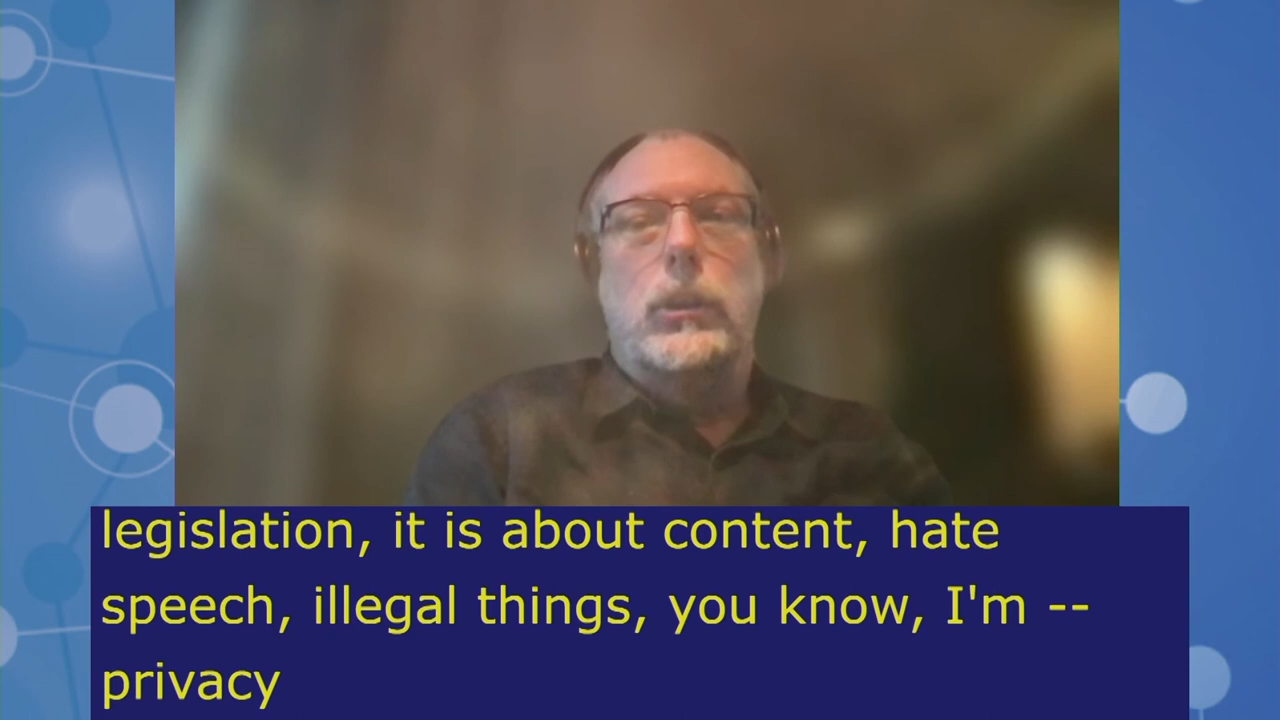 legislation, it is about content, hate
speech, illegal things, you know, I'm --
privacy